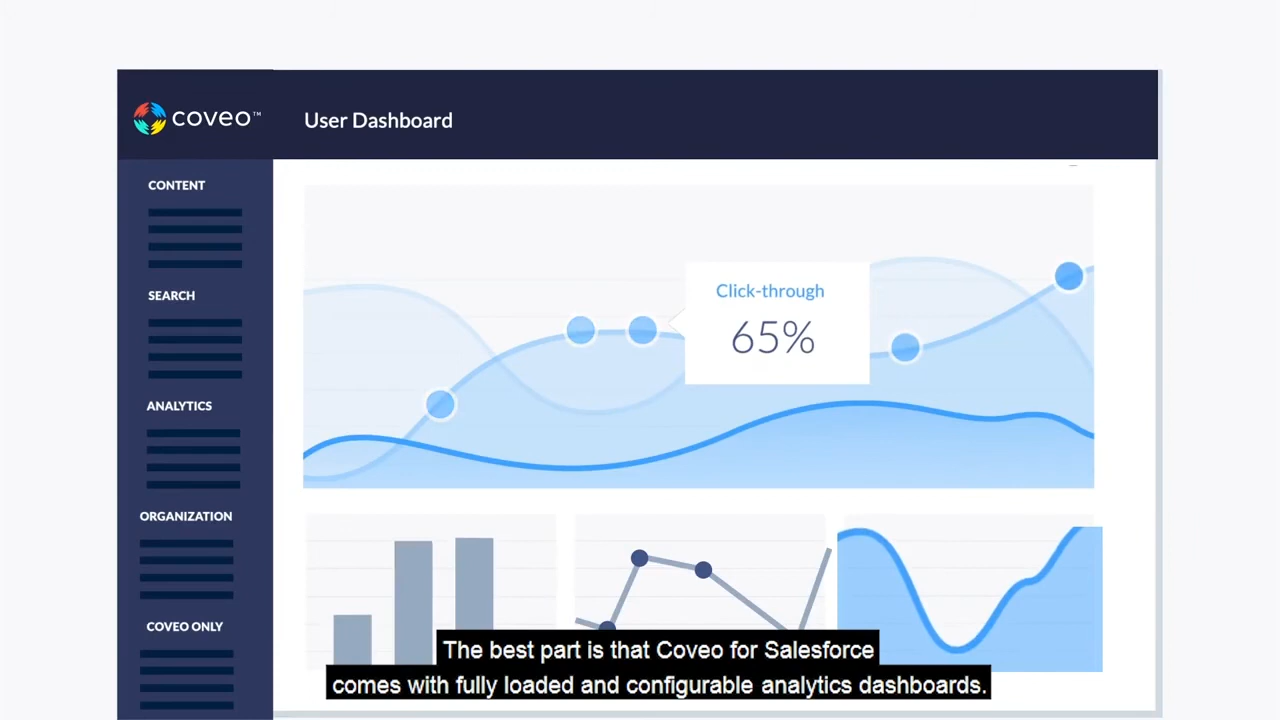 coveo™
User Dashboard
CONTENT
SEARCH
ANALYTICS
ORGANIZATION
COVEO ONLY
Click-through
65%
The best part is that Coveo for Salesforce
comes with fully loaded and configurable analytics dashboards.